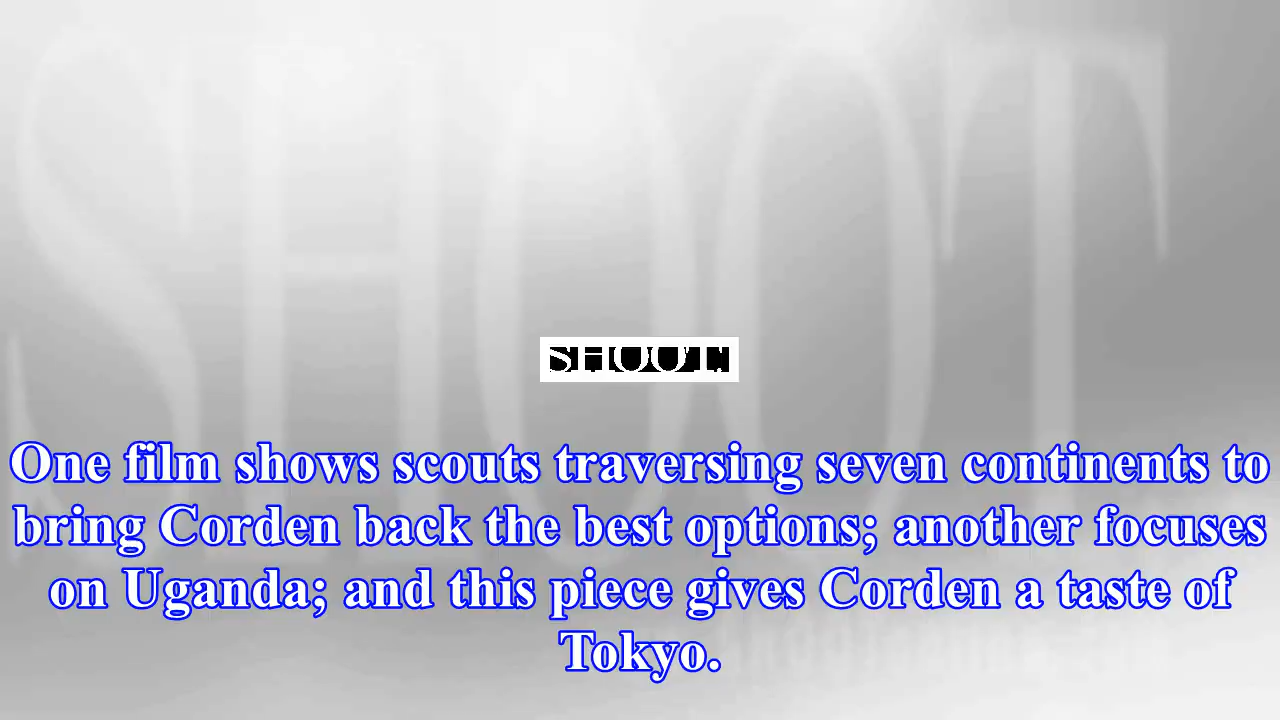 SHOOT
SHOOT.
One film shows scouts traversing seven continents to
bring Corden back the best options; another focuses
on Uganda; and this piece gives Corden a taste of
Tokyo.